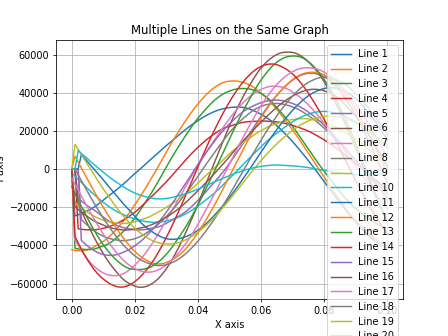 Multiple Lines on the Same Graph
60000
40000
20000
0
−20000
−40000
−60000
0.00
0.02
0.04
0.06
X axis
Line 1
Line 2
Line 3
Line 4
Line 5
Line 6
Line 7
Line 8
Line 9
Line 10
Line 11
Line 12
Line 13
Line 14
Line 15
Line 16
Line 17
Line 18
Line 19
Line 20